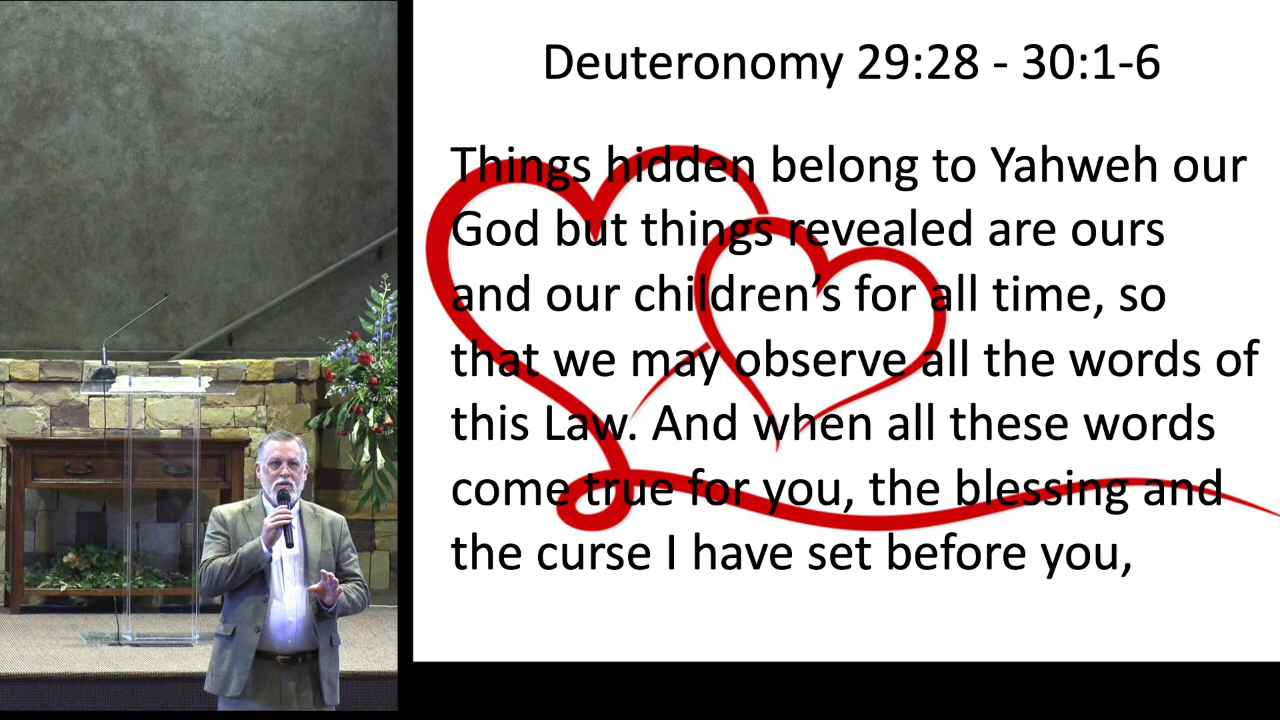 Deuteronomy 29:28 - 30:1-6
Things hidden belong to Yahweh our
God but things revealed are ours
and our children’s for all time, so
that we may observe all the words of
this Law. And when all these words
come true for you, the blessing and
the curse I have set before you,